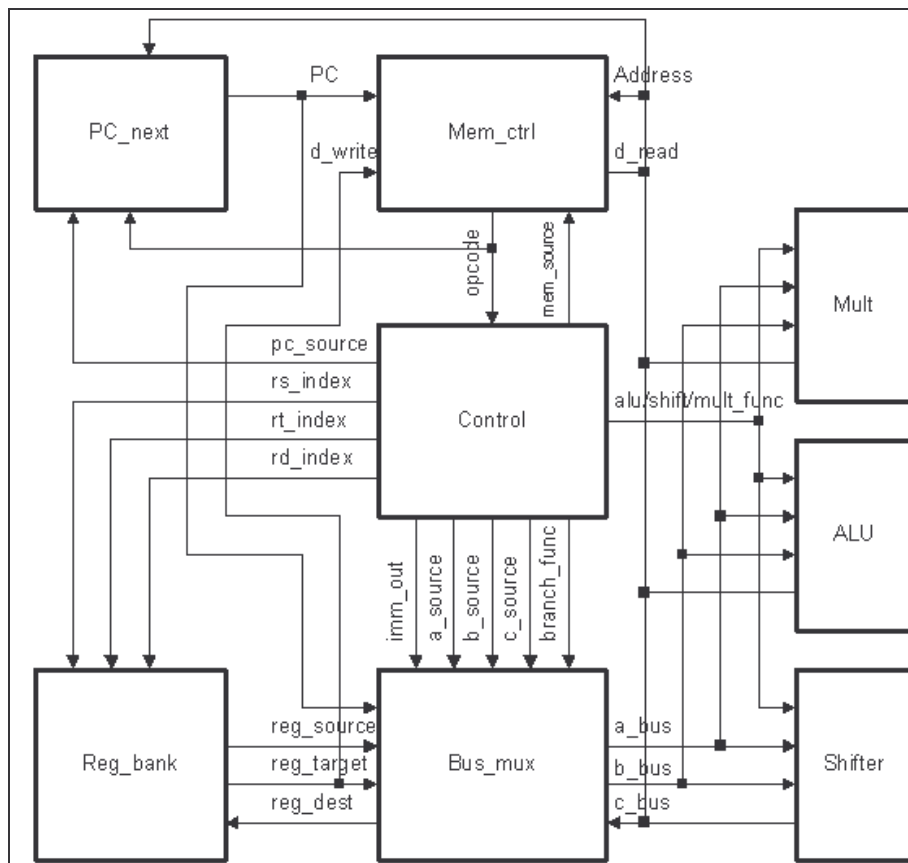 PC
Address
PC_next
Mem_ctrl
d_write
d_read
opcode
mem_source
Mult
pc_source
rs_index
rt_index
rd_index
Control
alu/shift/mult_func
ALU
imm_out
a_source
b_source
c_source
branch_func
reg_source
reg_target
reg_dest
Reg_bank
Bus_mux
a_bus
b_bus
c_bus
Shifter